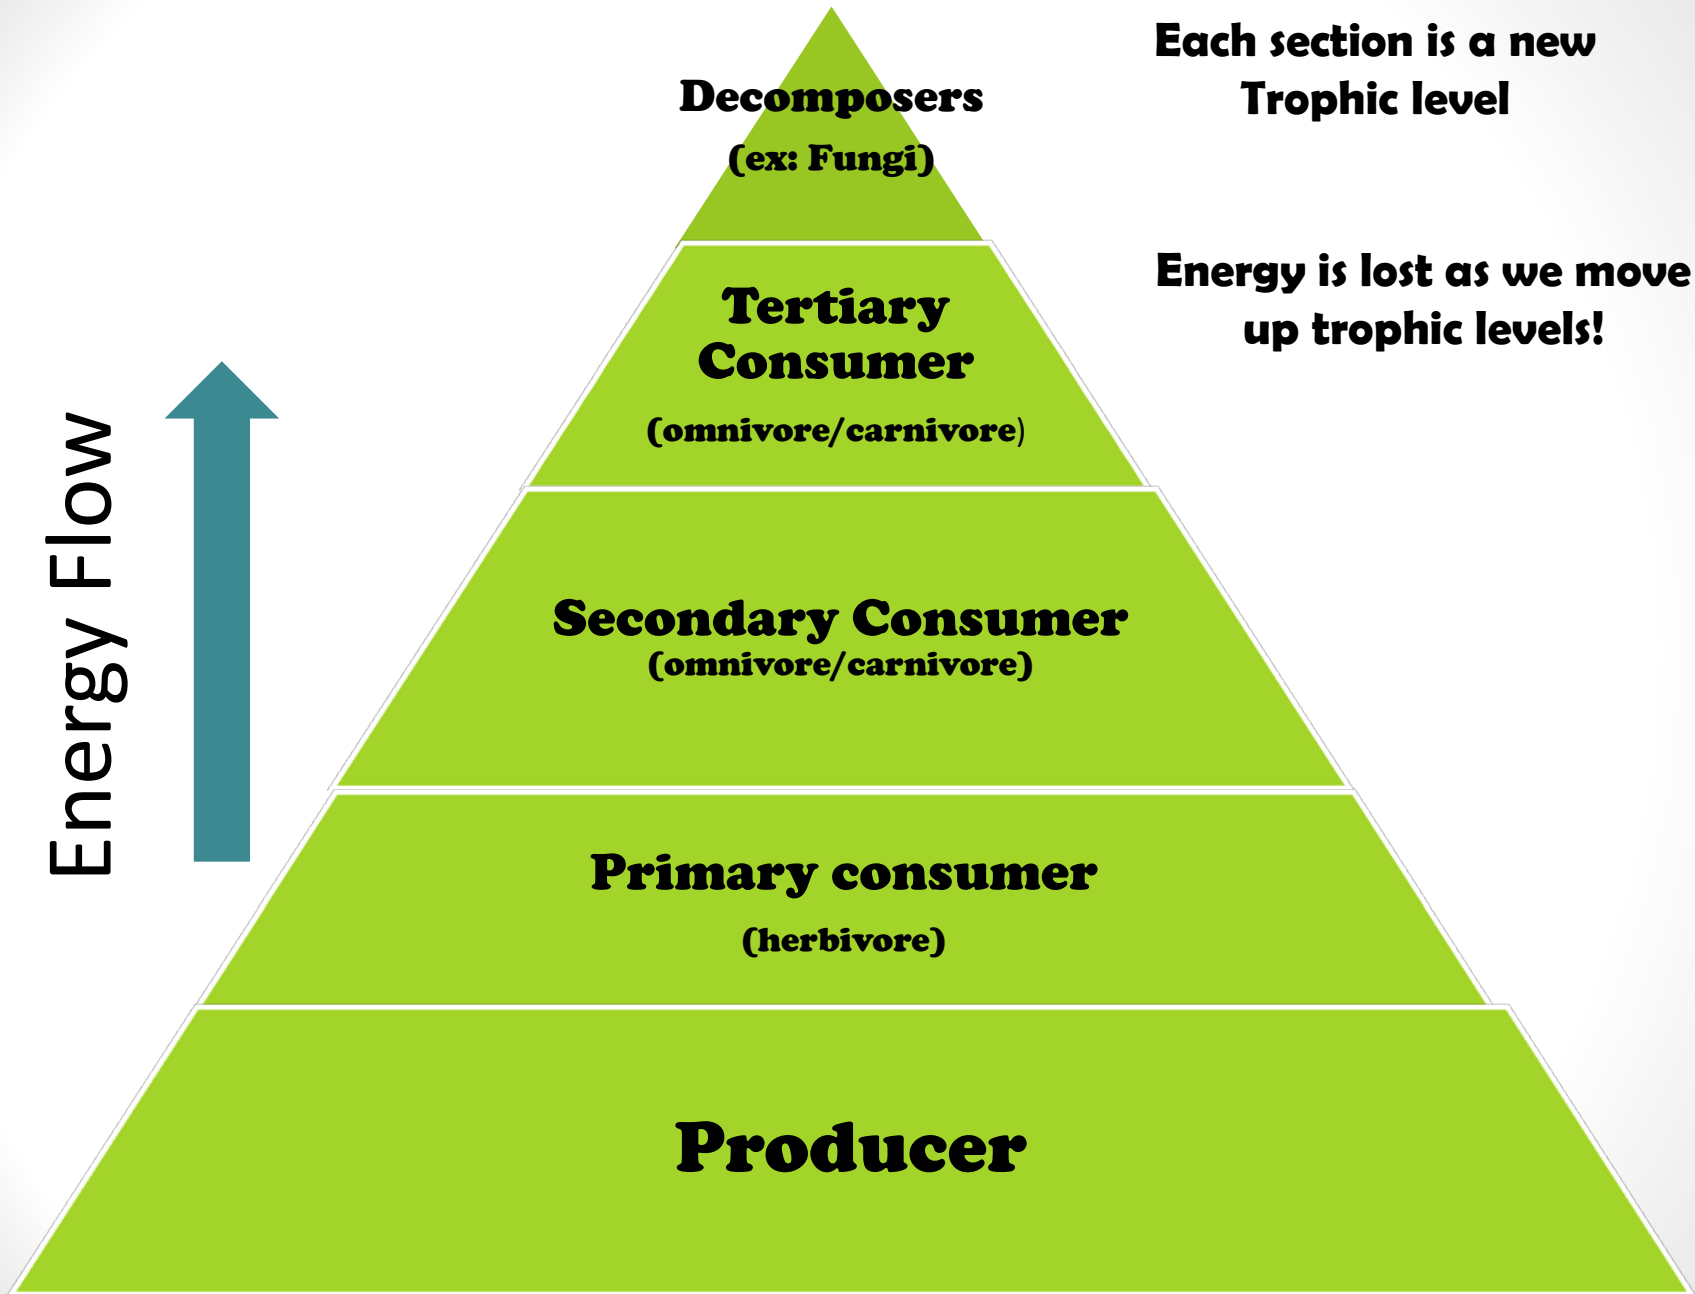 Each section is a new
Trophic level
Energy is lost as we move
up trophic levels!
Energy Flow
Decomposers
(ex: Fungi)
Tertiary
Consumer
(omnivore/carnivore)
Secondary Consumer
(omnivore/carnivore)
Primary consumer
(herbivore)
Producer